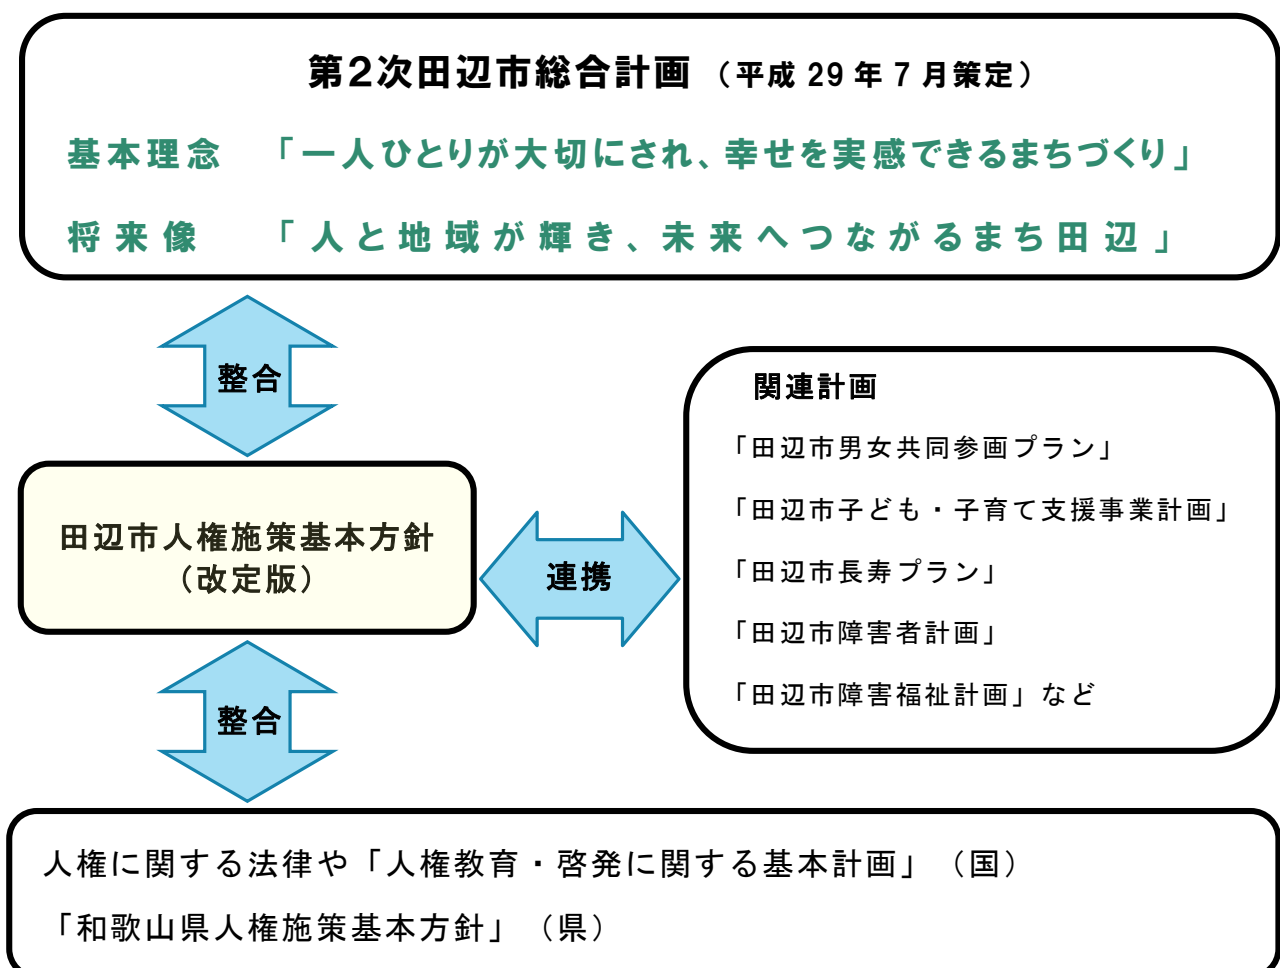 第2次田辺市総合計画 (平成 29 年 7 月策定)
基本理念 「一人ひとりが大切にされ、幸せを実感できるまちづくり」
将来像 「人と地域が輝き、未来へつながるまち田辺」
整合
関連計画
「田辺市男女共同参画プラン」
「田辺市子ども・子育て支援事業計画」
「田辺市長寿プラン」
「田辺市障害者計画」
「田辺市障害福祉計画」など
田辺市人権施策基本方針
(改定版)
連携
整合
人権に関する法律や「人権教育・啓発に関する基本計画」(国)
「和歌山県人権施策基本方針」(県)